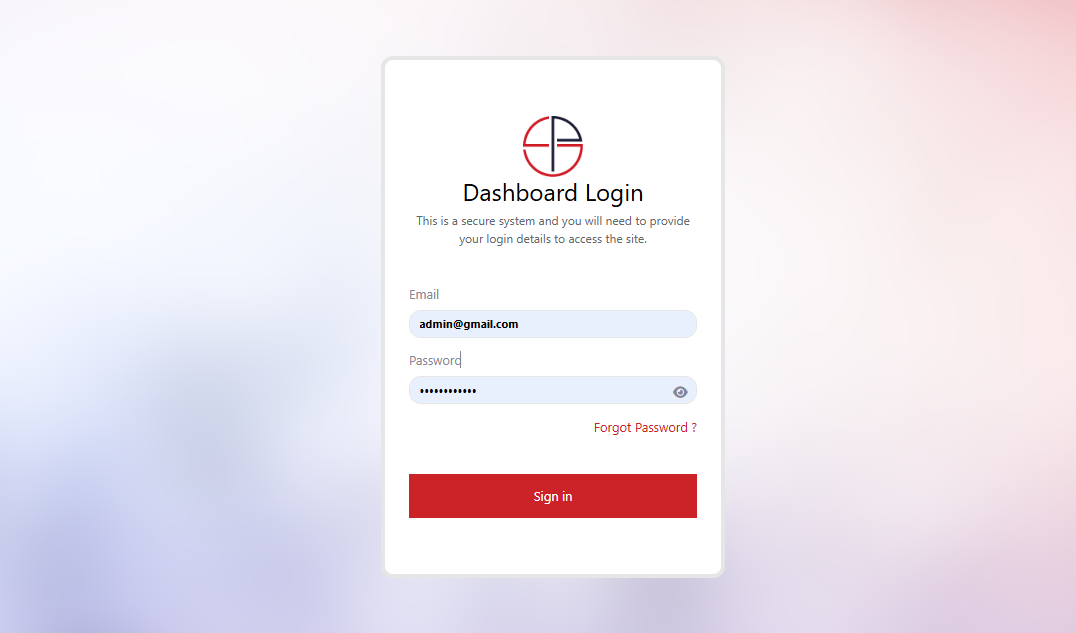 Dashboard Login
This is a secure system and you will need to provide
your login details to access the site.
Email
admin@gmail.com
Password
••••••••••••
Forgot Password ?
Sign in